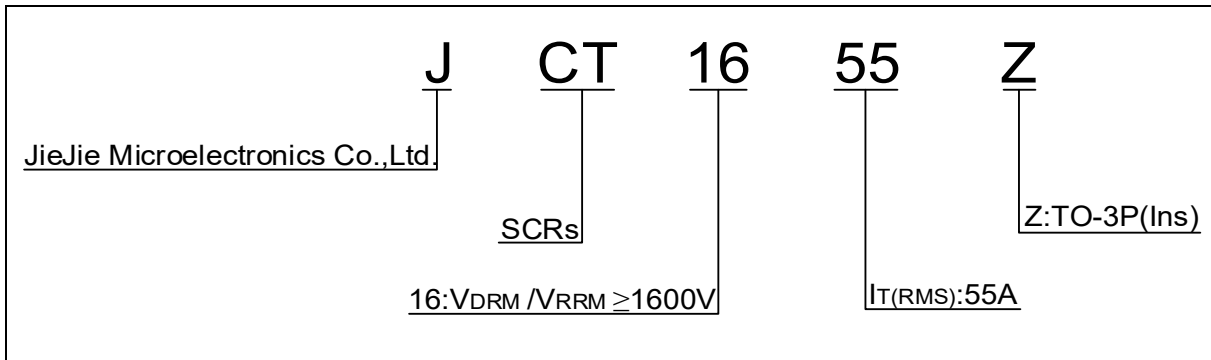 J CT 16 55 Z
JieJie Microelectronics Co.,Ltd.
SCRs
Z:TO-3P(Ins)
16:VDRM /VRRM ≥1600V
IT(RMS):55A